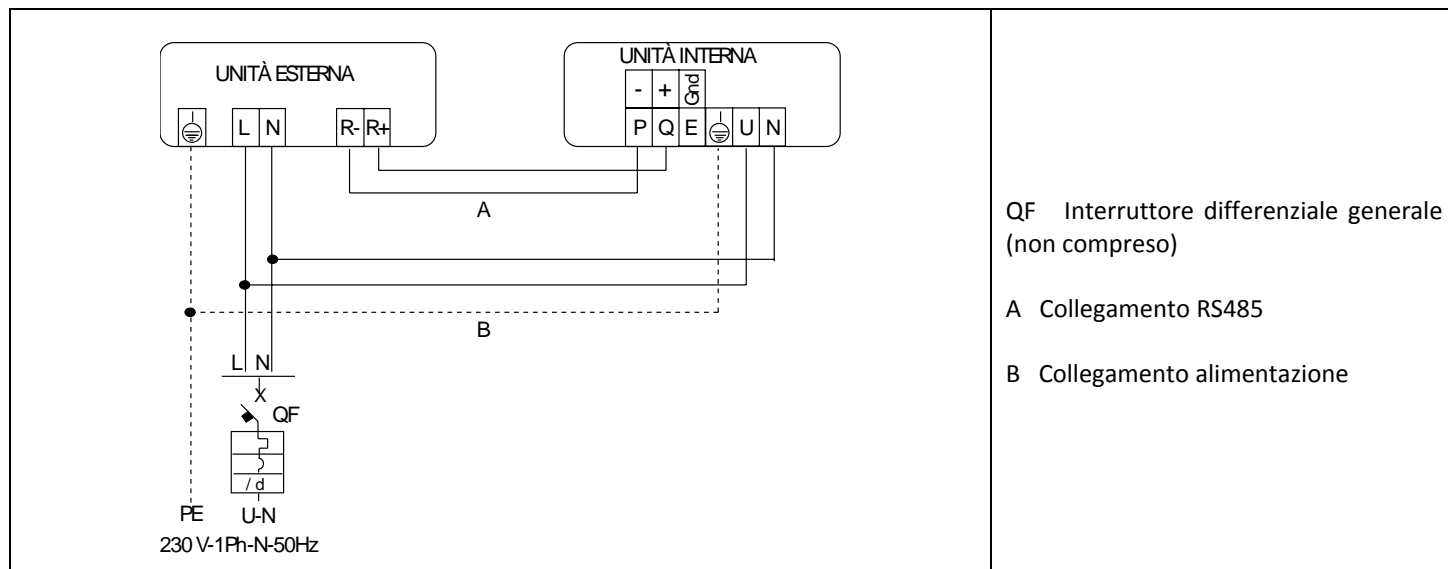 UNITÀ ESTERNA
L N R- R+
UNITÀ INTERNA
- + Gnd
P Q E U N
A
B
L N
X
QF
/ d
PE U-N
230 V-1Ph-N-50Hz
QF Interruttore differenziale generale
(non compreso)
A Collegamento RS485
B Collegamento alimentazione